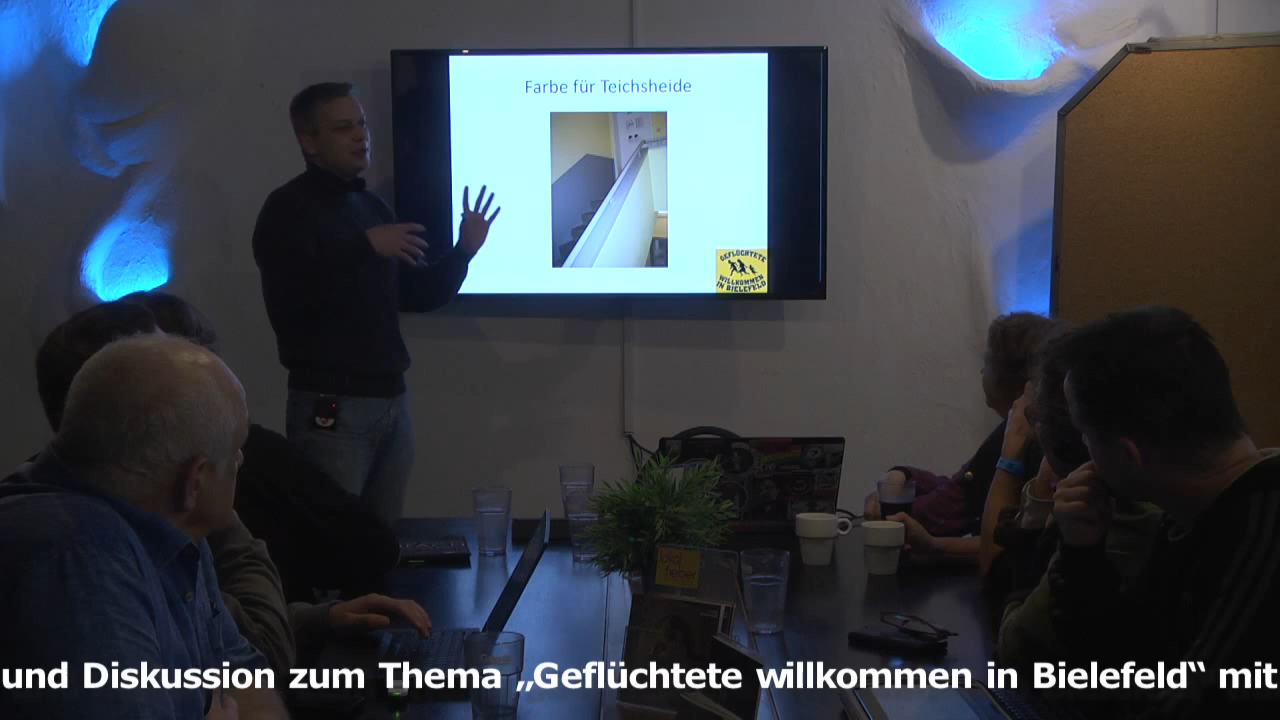 Farbe für Teichsheide
GEFLÜCHTETE
WILLKOMMEN
IN BIELEFELD
und Diskussion zum Thema „Geflüchtete willkommen in Bielefeld“ mit